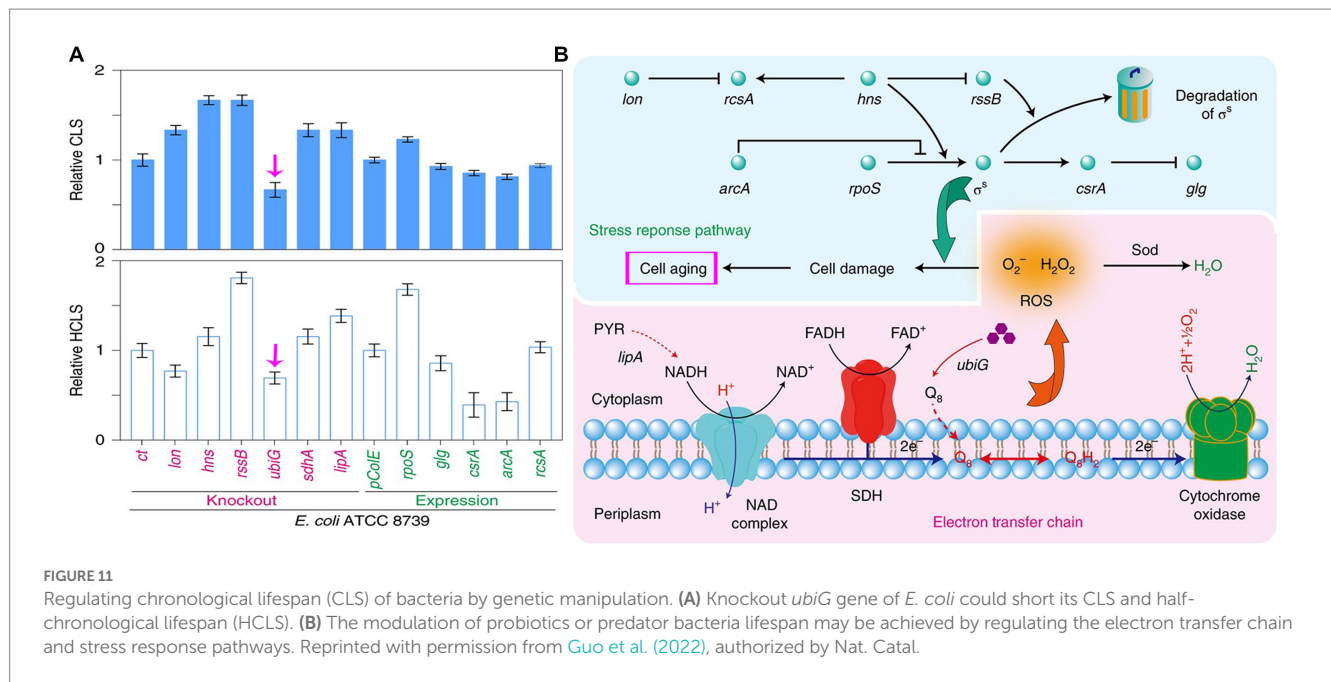 A
2
1
0
Relative CLS
2
1
0
Relative HCLS
ct
lon
hns
rssB
ubiG
sdhA
lipA
pColE
rpoS
glg
csrA
arcA
rcsA
Knockout
Expression
E. coli ATCC 8739
B
lon
rcsA
hns
rssB
Degradation
of σˢ
arcA
rpoS
σˢ
csrA
glg
Stress reponse pathway
Cell aging
Cell damage
O₂⁻ H₂O₂
Sod
H₂O
ROS
PYR
lipA
NADH
NAD⁺
H⁺
FADH
FAD⁺
ubiG
Q₈
2H⁺+½O₂
H₂O
Cytoplasm
2e⁻
Q₈
Q₈H₂
2e⁻
Periplasm
H⁺
NAD
complex
SDH
Electron transfer chain
Cytochrome
oxidase
FIGURE 11
Regulating chronological lifespan (CLS) of bacteria by genetic manipulation. (A) Knockout ubiG gene of E. coli could short its CLS and half-
chronological lifespan (HCLS). (B) The modulation of probiotics or predator bacteria lifespan may be achieved by regulating the electron transfer chain
and stress response pathways. Reprinted with permission from Guo et al. (2022), authorized by Nat. Catal.